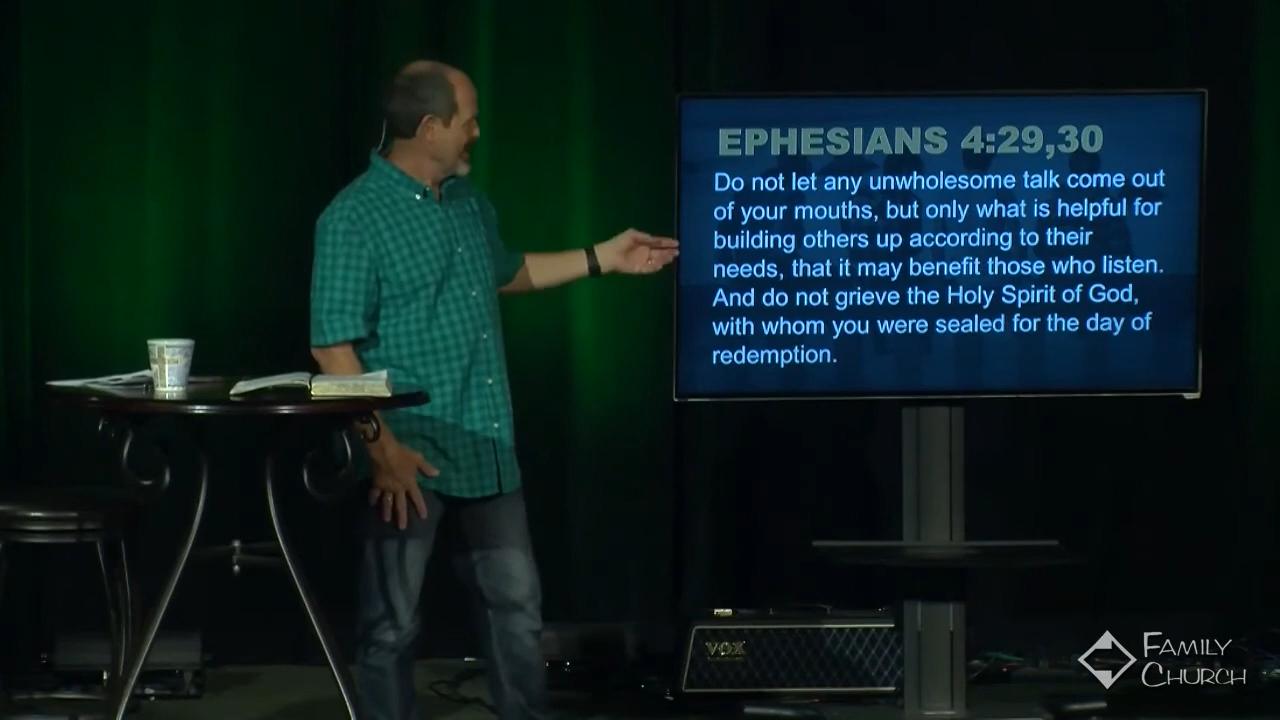 EPHESIANS 4:29,30
Do not let any unwholesome talk come out
of your mouths, but only what is helpful for
building others up according to their
needs, that it may benefit those who listen.
And do not grieve the Holy Spirit of God,
with whom you were sealed for the day of
redemption.
VOX
FAMILY
CHURCH